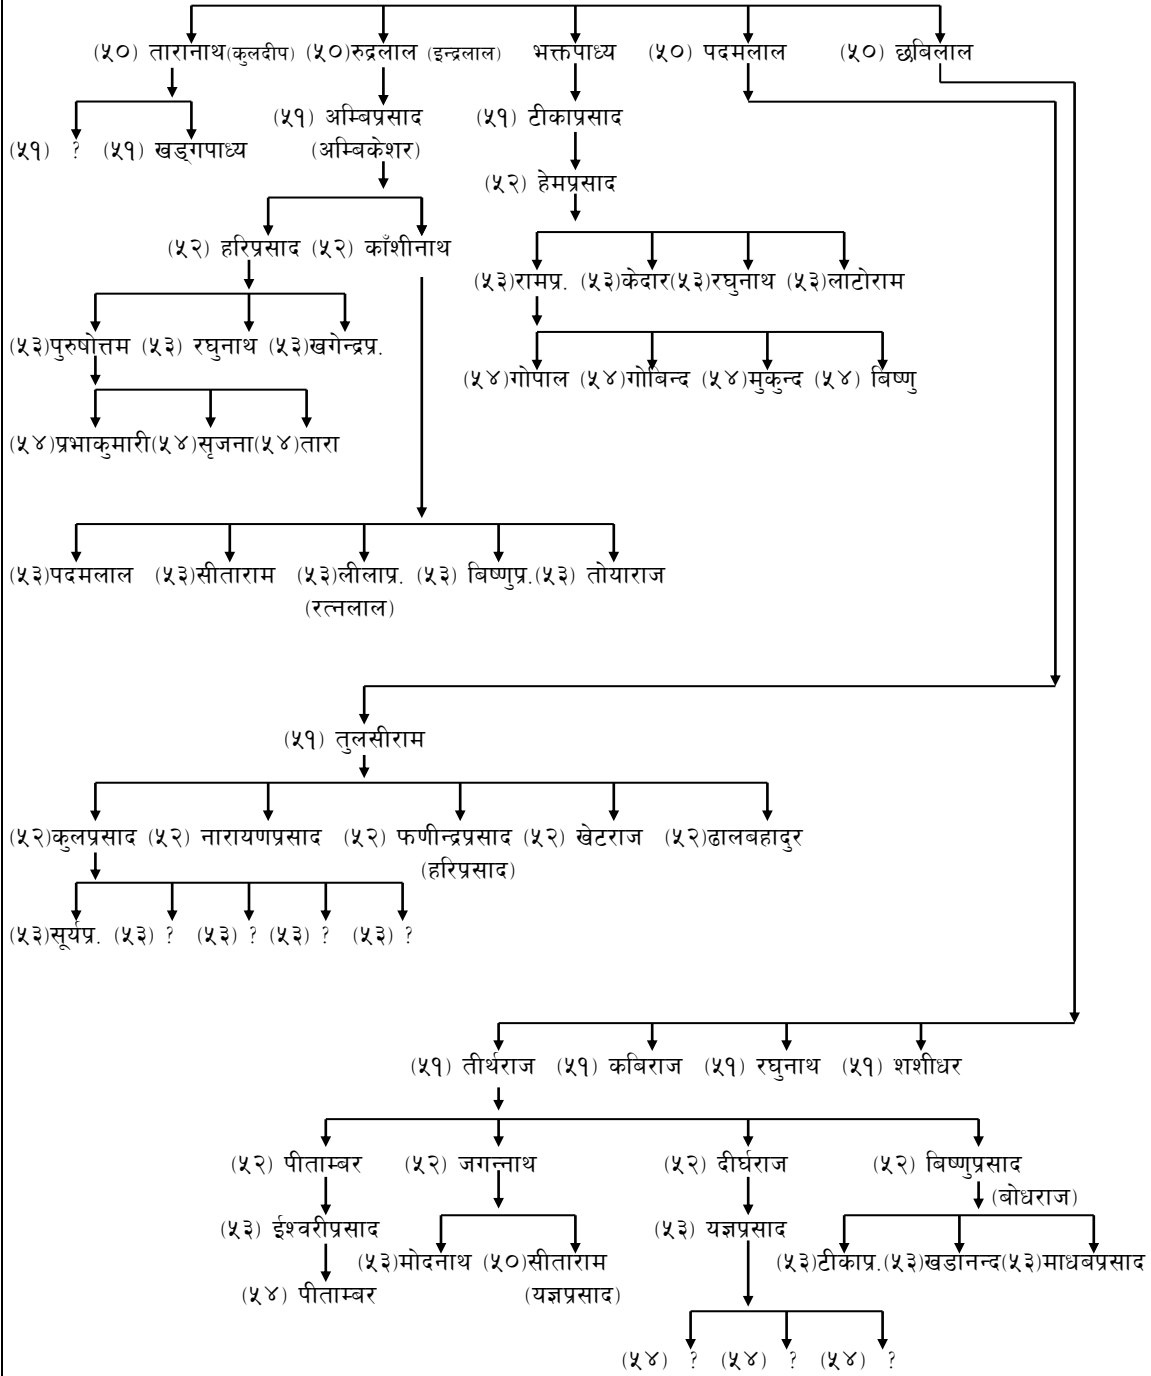 (५०) तारानाथ(कुलदीप) (५०)रुद्रलाल (इन्द्रलाल) भक्तपाध्य (५०) पदमलाल (५०) छबिलाल
(५१) अम्बिप्रसाद (५१) टीकाप्रसाद
(५१) ? (५१) खड्गपाध्य (अम्बिकेशर)
(५२) हेमप्रसाद
(५२) हरिप्रसाद (५२) काँशीनाथ
(५३)रामप्र. (५३)केदार(५३)रघुनाथ (५३)लाटोराम
(५३)पुरुषोत्तम (५३) रघुनाथ (५३)खगेन्द्रप्र.
(५४)गोपाल (५४)गोबिन्द (५४)मुकुन्द (५४) बिष्णु
(५४)प्रभाकुमारी(५४)सृजना(५४)तारा
(५३)पदमलाल (५३)सीताराम (५३)लीलाप्र. (५३) बिष्णुप्र.(५३) तोयाराज
(रत्नलाल)
(५१) तुलसीराम
(५२)कुलप्रसाद (५२) नारायणप्रसाद (५२) फणीन्द्रप्रसाद (५२) खेटराज (५२)ढालबहादुर
(हरिप्रसाद)
(५३)सूर्यप्र. (५३) ? (५३) ? (५३) ? (५३) ?
(५१) तीर्थराज (५१) कबिराज (५१) रघुनाथ (५१) शशीधर
(५२) पीताम्बर (५२) जगन्नाथ (५२) दीर्घराज (५२) बिष्णुप्रसाद
(बोधराज)
(५३) ईश्वरीप्रसाद (५३) यज्ञप्रसाद
(५३)मोदनाथ (५०)सीताराम (५३)टीकाप्र.(५३)खडानन्द(५३)माधबप्रसाद
(५४) पीताम्बर (यज्ञप्रसाद)
(५४) ? (५४) ? (५४) ?